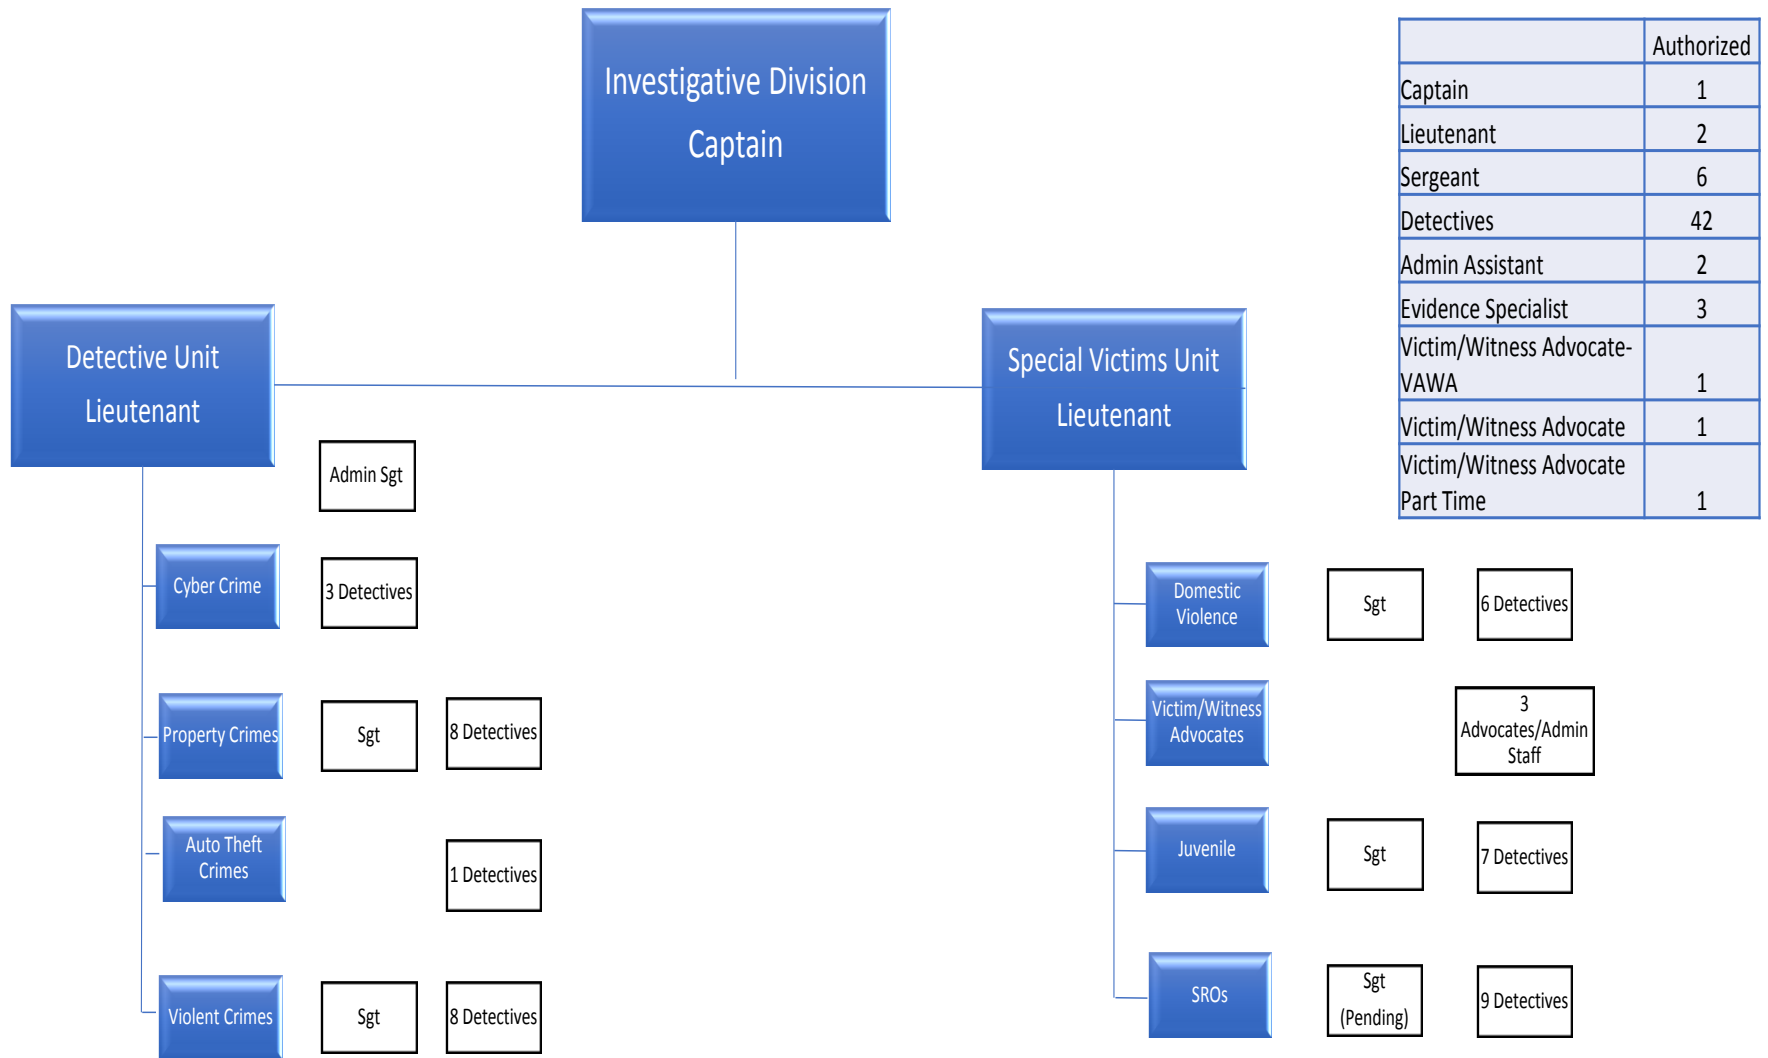 Investigative Division
Captain
Authorized
Captain 1
Lieutenant 2
Sergeant 6
Detectives 42
Admin Assistant 2
Evidence Specialist 3
Victim/Witness Advocate-
VAWA 1
Victim/Witness Advocate 1
Victim/Witness Advocate
Part Time 1
Detective Unit
Lieutenant
Special Victims Unit
Lieutenant
Admin Sgt
Cyber Crime
3 Detectives
Property Crimes
Sgt
8 Detectives
Auto Theft
Crimes
1 Detectives
Violent Crimes
Sgt
8 Detectives
Domestic
Violence
Sgt
6 Detectives
Victim/Witness
Advocates
3
Advocates/Admin
Staff
Juvenile
Sgt
7 Detectives
SROs
Sgt
(Pending)
9 Detectives